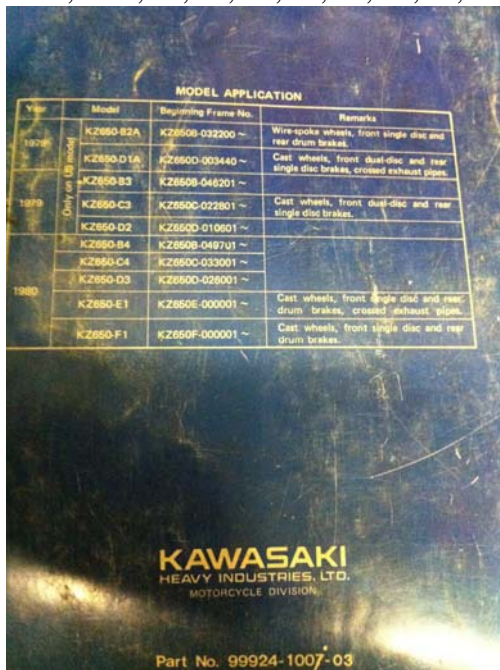 MODEL APPLICATION
Year Model Beginning Frame No. Remarks
1978 Only on US model KZ650-B2A KZ650B-032200 ~ Wire-spoke wheels, front single disc and
rear drum brakes.
KZ650-D1A KZ650D-003440 ~ Cast wheels, front dual-disc and rear
single disc brakes, crossed exhaust pipes.
1979 KZ650-B3 KZ650B-046201 ~
KZ650-C3 KZ650C-022801 ~ Cast wheels, front dual-disc and rear
single disc brakes.
KZ650-D2 KZ650D-010601 ~
1980 KZ650-B4 KZ650B-049701 ~
KZ650-C4 KZ650C-033001 ~
KZ650-D3 KZ650D-026001 ~
KZ650-E1 KZ650E-000001 ~ Cast wheels, front single disc and rear
drum brakes, crossed exhaust pipes.
KZ650-F1 KZ650F-000001 ~ Cast wheels, front single disc and rear
drum brakes.
KAWASAKI
HEAVY INDUSTRIES, LTD.
MOTORCYCLE DIVISION
Part No. 99924-1007-03